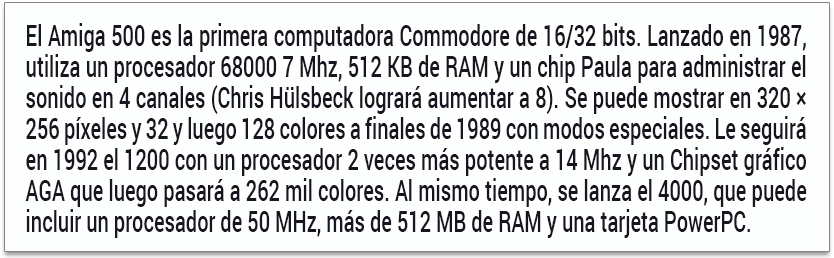 El Amiga 500 es la primera computadora Commodore de 16/32 bits. Lanzado en 1987,
utiliza un procesador 68000 7 Mhz, 512 KB de RAM y un chip Paula para administrar el
sonido en 4 canales (Chris Hülsbeck logrará aumentar a 8). Se puede mostrar en 320 ×
256 píxeles y 32 y luego 128 colores a finales de 1989 con modos especiales. Le seguirá
en 1992 el 1200 con un procesador 2 veces más potente a 14 Mhz y un Chipset gráfico
AGA que luego pasará a 262 mil colores. Al mismo tiempo, se lanza el 4000, que puede
incluir un procesador de 50 MHz, más de 512 MB de RAM y una tarjeta PowerPC.